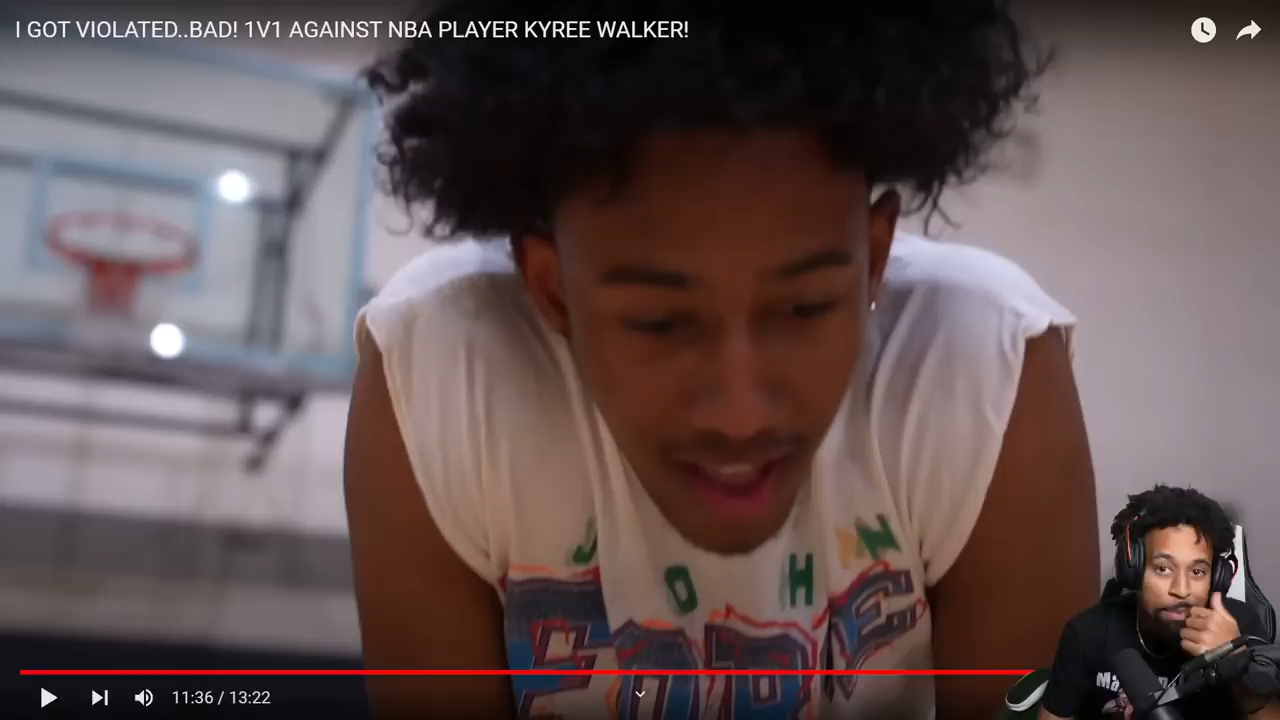 I GOT VIOLATED..BAD! 1V1 AGAINST NBA PLAYER KYREE WALKER!
JOHN
11:36 / 13:22